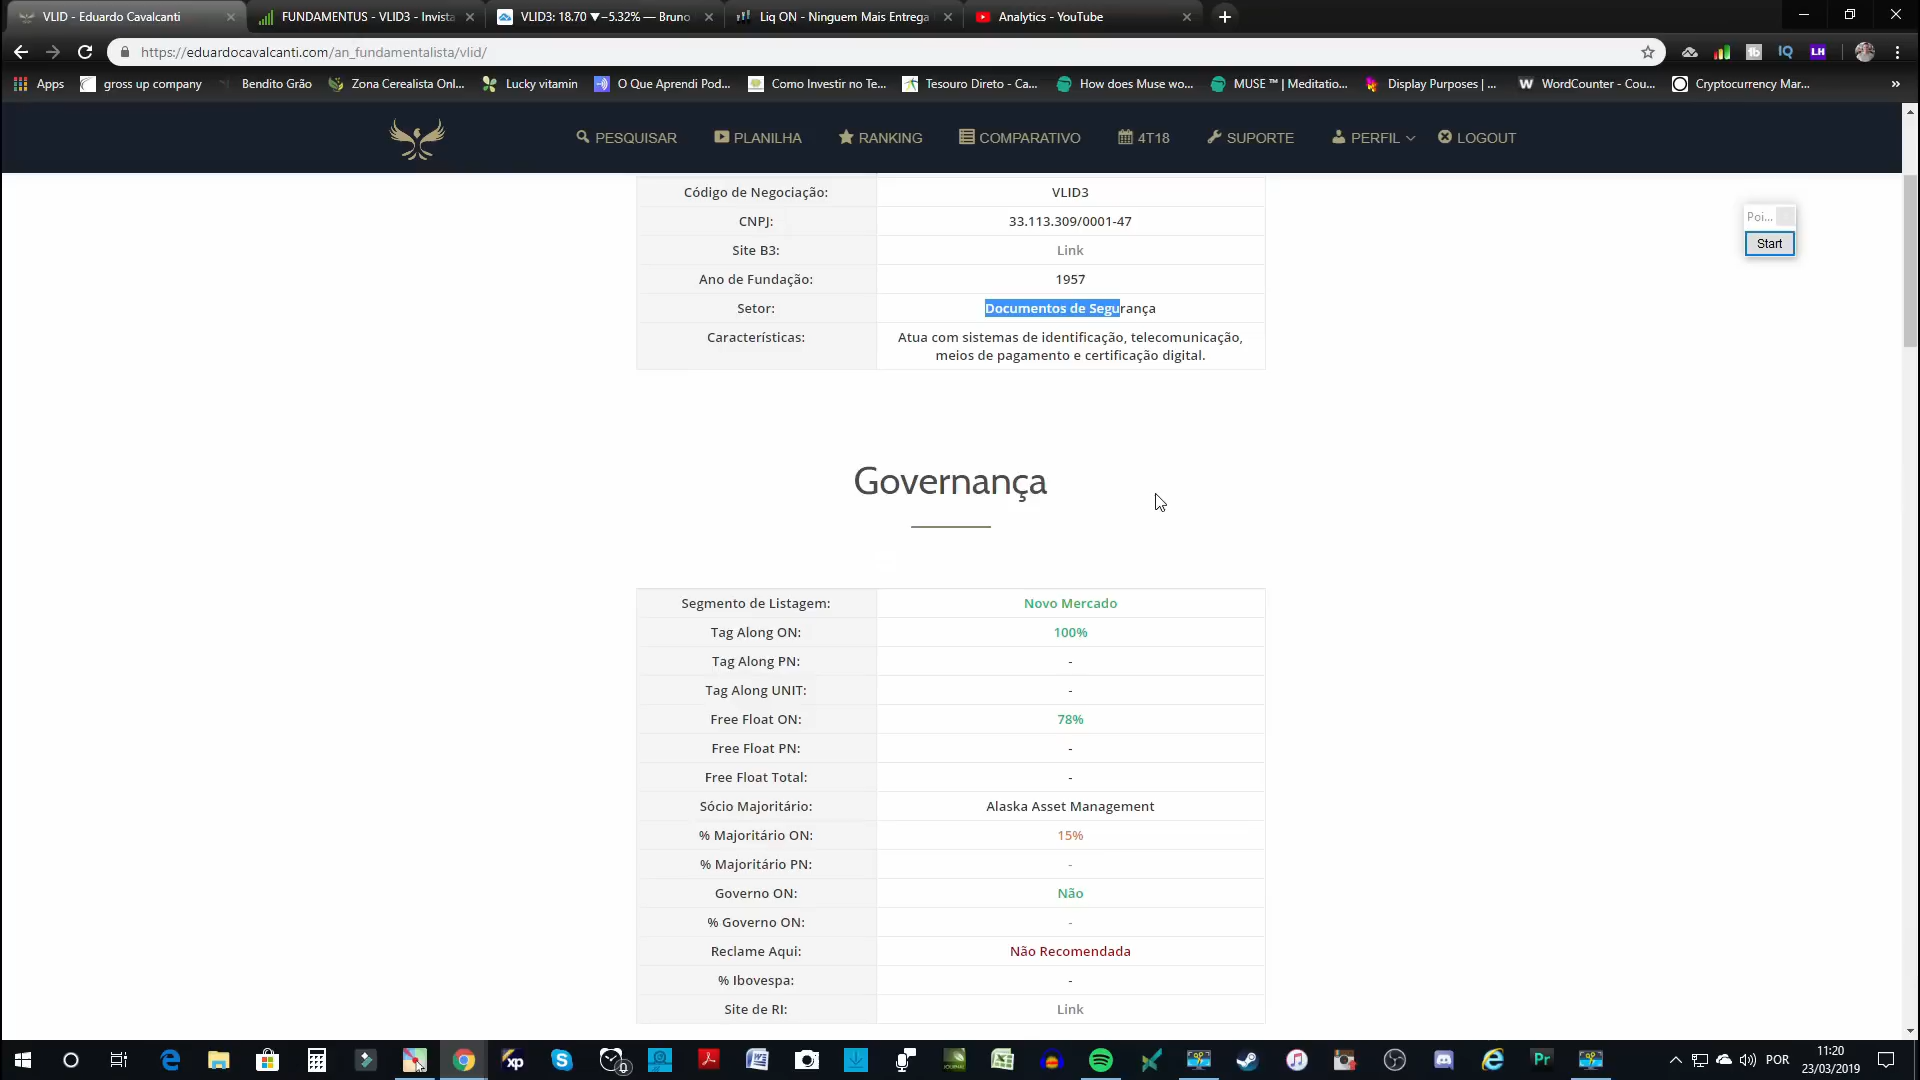 VLID - Eduardo Cavalcanti
FUNDAMENTUS - VLID3 - Invista
VLID3: 18.70 ▼−5.32% — Bruno
Liq ON - Ninguem Mais Entrega
Analytics - YouTube
https://eduardocavalcanti.com/an_fundamentalista/vlid/
Apps
gross up company
Bendito Grão
Zona Cerealista Onl...
Lucky vitamin
O Que Aprendi Pod...
Como Investir no Te...
Tesouro Direto - Ca...
How does Muse wo...
MUSE ™ | Meditatio...
Display Purposes | ...
WordCounter - Cou...
Cryptocurrency Mar...
PESQUISAR
PLANILHA
RANKING
COMPARATIVO
4T18
SUPORTE
PERFIL
LOGOUT
Código de Negociação: VLID3
CNPJ: 33.113.309/0001-47
Site B3: Link
Ano de Fundação: 1957
Setor: Documentos de Segurança
Características: Atua com sistemas de identificação, telecomunicação,
meios de pagamento e certificação digital.
Poi...
Start
Governança
Segmento de Listagem: Novo Mercado
Tag Along ON: 100%
Tag Along PN: -
Tag Along UNIT: -
Free Float ON: 78%
Free Float PN: -
Free Float Total: -
Sócio Majoritário: Alaska Asset Management
% Majoritário ON: 15%
% Majoritário PN: -
Governo ON: Não
% Governo ON: -
Reclame Aqui: Não Recomendada
% Ibovespa: -
Site de RI: Link
POR
11:20
23/03/2019